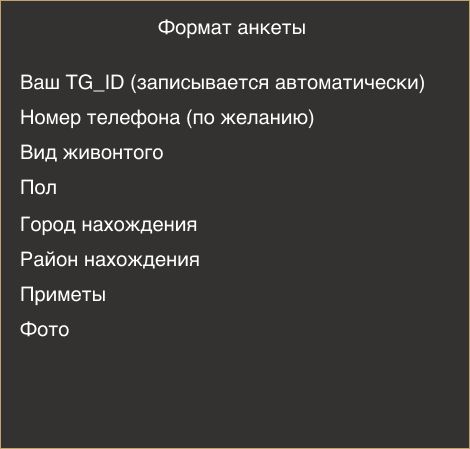 Формат анкеты
Ваш TG_ID (записывается автоматически)
Номер телефона (по желанию)
Вид живонтого
Пол
Город нахождения
Район нахождения
Приметы
Фото